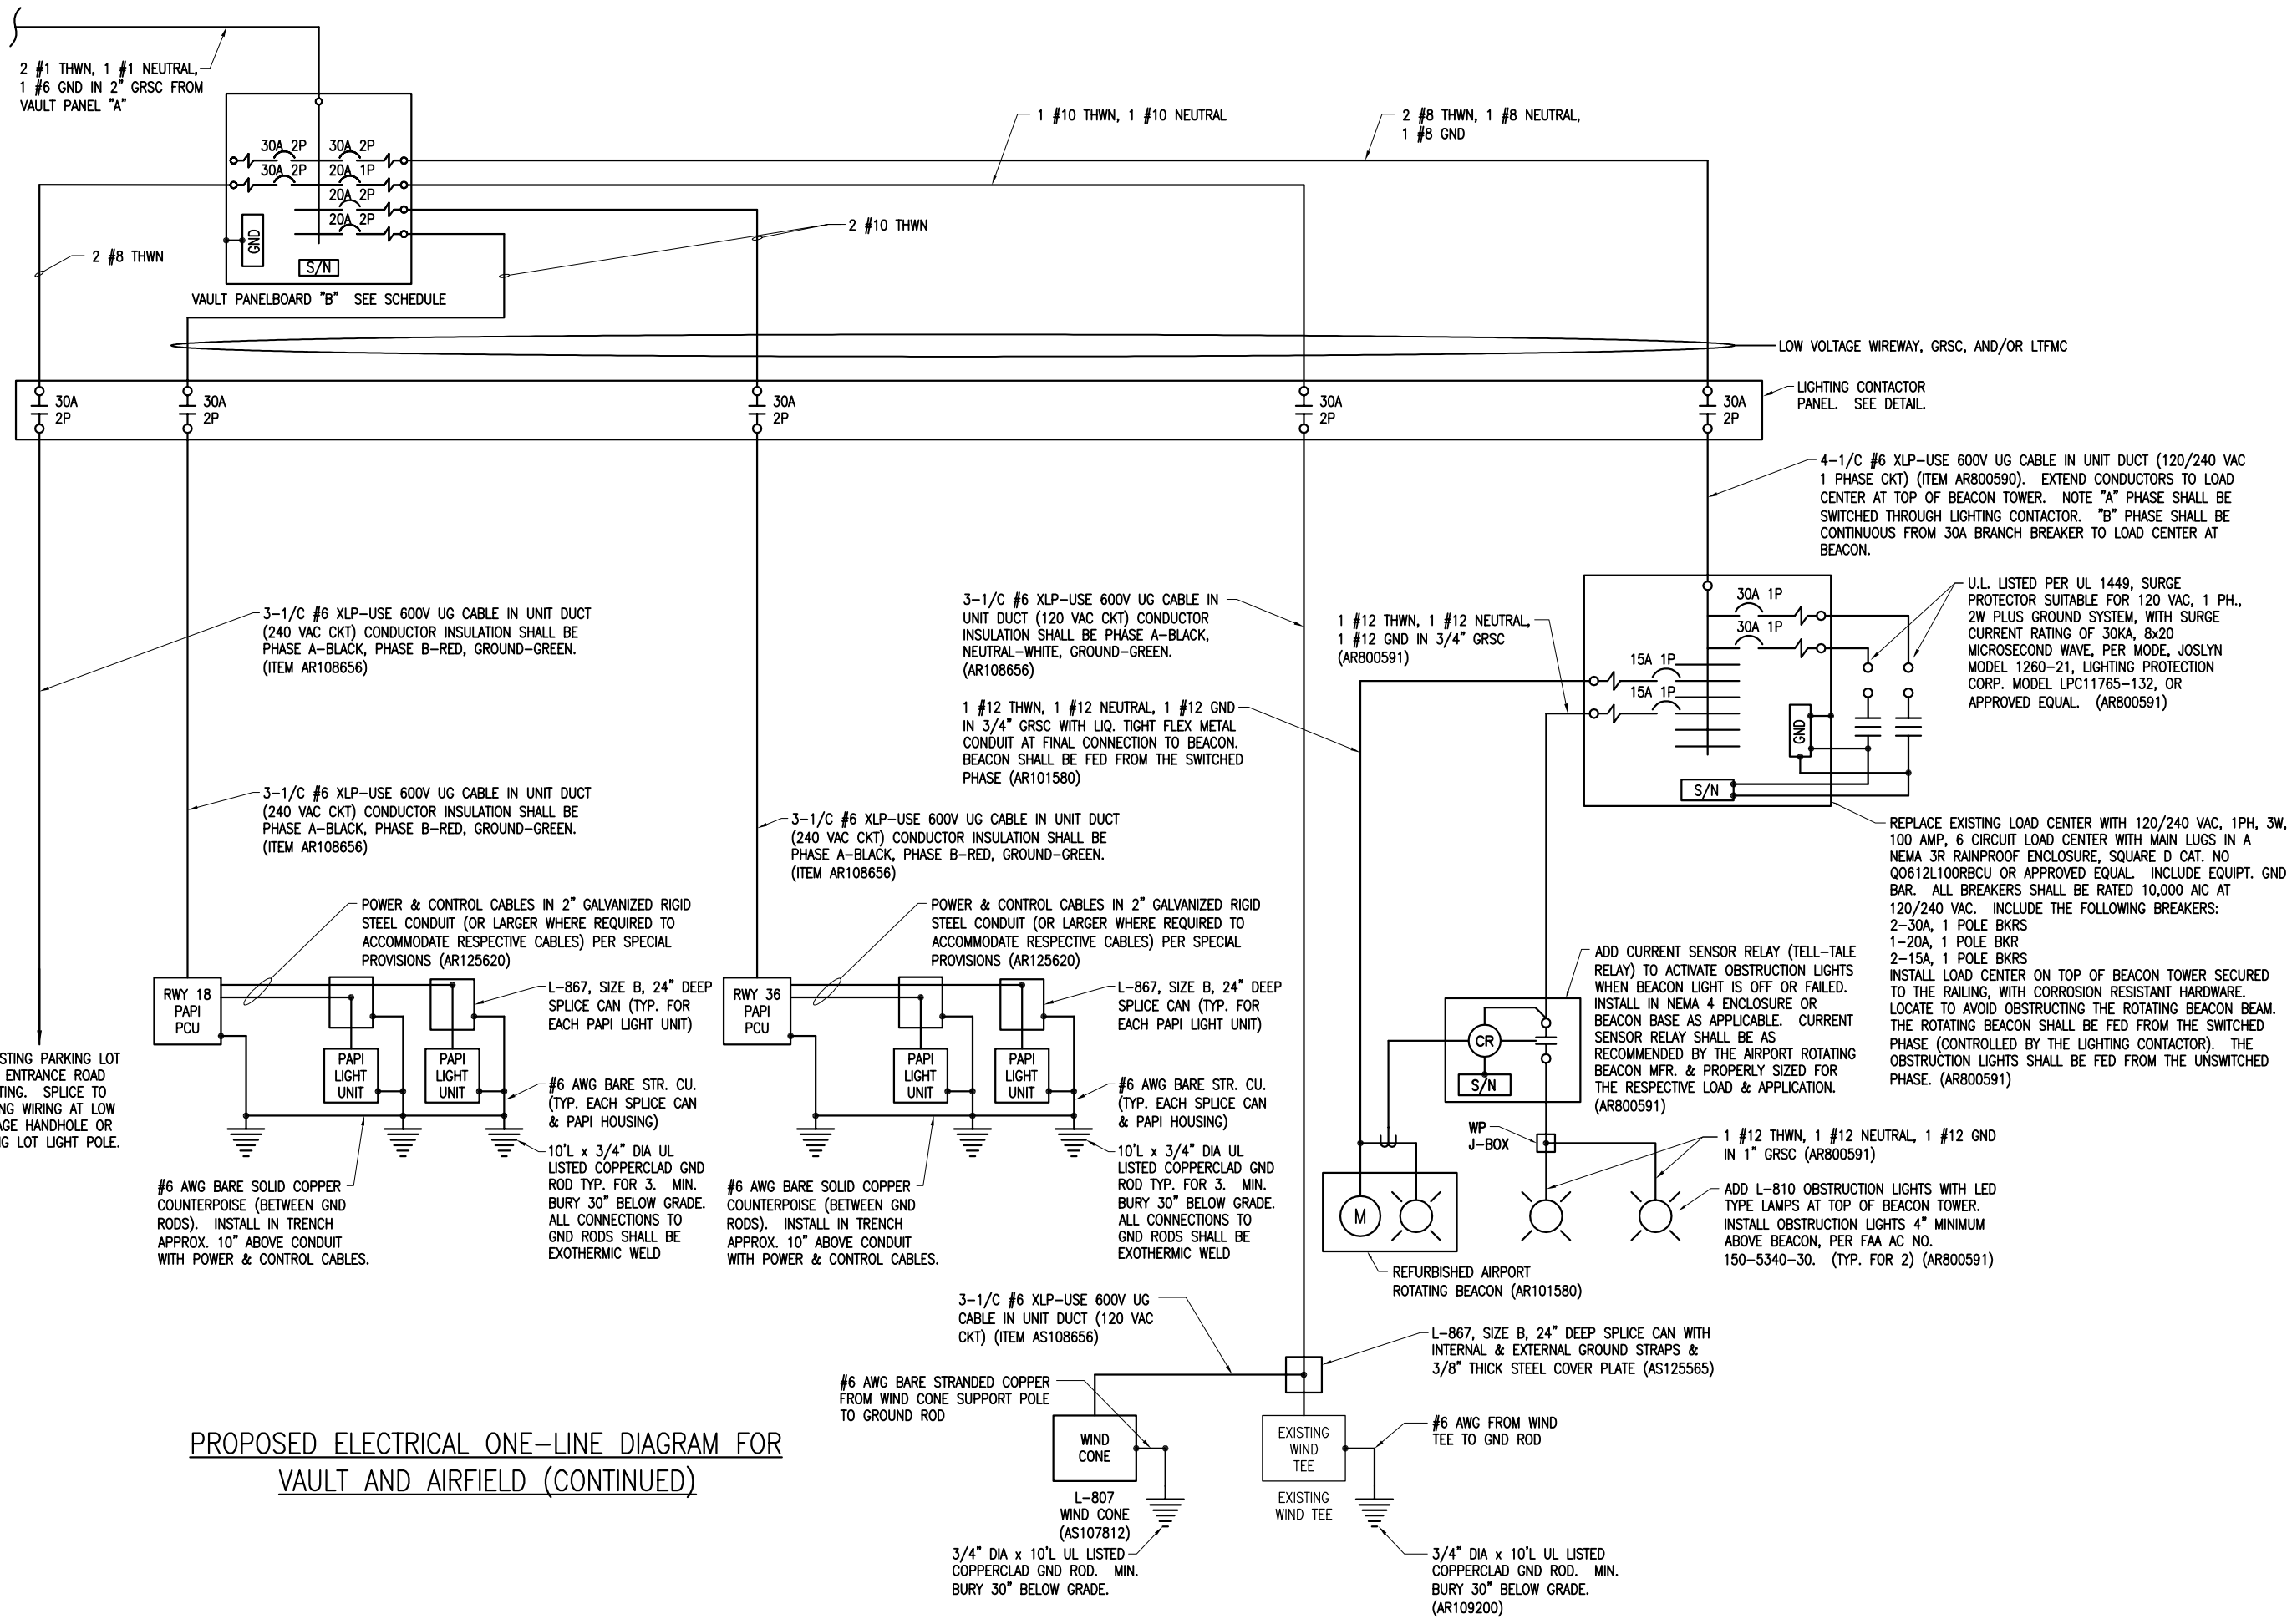 2 #1 THWN, 1 #1 NEUTRAL,
1 #6 GND IN 2" GRSC FROM
VAULT PANEL "A"
30A 2P
30A 2P
30A 2P
20A 1P
20A 2P
20A 2P
GND
S/N
VAULT PANELBOARD "B" SEE SCHEDULE
1 #10 THWN, 1 #10 NEUTRAL
2 #8 THWN, 1 #8 NEUTRAL,
1 #8 GND
2 #10 THWN
2 #8 THWN
LOW VOLTAGE WIREWAY, GRSC, AND/OR LTFMC
LIGHTING CONTACTOR
PANEL. SEE DETAIL.
30A
2P
30A
2P
30A
2P
30A
2P
30A
2P
4-1/C #6 XLP-USE 600V UG CABLE IN UNIT DUCT (120/240 VAC
1 PHASE CKT) (ITEM AR800590). EXTEND CONDUCTORS TO LOAD
CENTER AT TOP OF BEACON TOWER. NOTE "A" PHASE SHALL BE
SWITCHED THROUGH LIGHTING CONTACTOR. "B" PHASE SHALL BE
CONTINUOUS FROM 30A BRANCH BREAKER TO LOAD CENTER AT
BEACON.
3-1/C #6 XLP-USE 600V UG CABLE IN UNIT DUCT
(240 VAC CKT) CONDUCTOR INSULATION SHALL BE
PHASE A-BLACK, PHASE B-RED, GROUND-GREEN.
(ITEM AR108656)
3-1/C #6 XLP-USE 600V UG CABLE IN
UNIT DUCT (120 VAC CKT) CONDUCTOR
INSULATION SHALL BE PHASE A-BLACK,
NEUTRAL-WHITE, GROUND-GREEN.
(AR108656)
1 #12 THWN, 1 #12 NEUTRAL,
1 #12 GND IN 3/4" GRSC
(AR800591)
30A 1P
30A 1P
15A 1P
15A 1P
GND
S/N
U.L. LISTED PER UL 1449, SURGE
PROTECTOR SUITABLE FOR 120 VAC, 1 PH.,
2W PLUS GROUND SYSTEM, WITH SURGE
CURRENT RATING OF 30KA, 8x20
MICROSECOND WAVE, PER MODE, JOSLYN
MODEL 1260-21, LIGHTING PROTECTION
CORP. MODEL LPC11765-132, OR
APPROVED EQUAL. (AR800591)
1 #12 THWN, 1 #12 NEUTRAL, 1 #12 GND
IN 3/4" GRSC WITH LIQ. TIGHT FLEX METAL
CONDUIT AT FINAL CONNECTION TO BEACON.
BEACON SHALL BE FED FROM THE SWITCHED
PHASE (AR101580)
3-1/C #6 XLP-USE 600V UG CABLE IN UNIT DUCT
(240 VAC CKT) CONDUCTOR INSULATION SHALL BE
PHASE A-BLACK, PHASE B-RED, GROUND-GREEN.
(ITEM AR108656)
3-1/C #6 XLP-USE 600V UG CABLE IN UNIT DUCT
(240 VAC CKT) CONDUCTOR INSULATION SHALL BE
PHASE A-BLACK, PHASE B-RED, GROUND-GREEN.
(ITEM AR108656)
REPLACE EXISTING LOAD CENTER WITH 120/240 VAC, 1PH, 3W,
100 AMP, 6 CIRCUIT LOAD CENTER WITH MAIN LUGS IN A
NEMA 3R RAINPROOF ENCLOSURE, SQUARE D CAT. NO
QO612L100RBCU OR APPROVED EQUAL. INCLUDE EQUIPT. GND
BAR. ALL BREAKERS SHALL BE RATED 10,000 AIC AT
120/240 VAC. INCLUDE THE FOLLOWING BREAKERS:
2-30A, 1 POLE BKRS
1-20A, 1 POLE BKR
2-15A, 1 POLE BKRS
INSTALL LOAD CENTER ON TOP OF BEACON TOWER SECURED
TO THE RAILING, WITH CORROSION RESISTANT HARDWARE.
LOCATE TO AVOID OBSTRUCTING THE ROTATING BEACON BEAM.
THE ROTATING BEACON SHALL BE FED FROM THE SWITCHED
PHASE (CONTROLLED BY THE LIGHTING CONTACTOR). THE
OBSTRUCTION LIGHTS SHALL BE FED FROM THE UNSWITCHED
PHASE. (AR800591)
POWER & CONTROL CABLES IN 2" GALVANIZED RIGID
STEEL CONDUIT (OR LARGER WHERE REQUIRED TO
ACCOMMODATE RESPECTIVE CABLES) PER SPECIAL
PROVISIONS (AR125620)
POWER & CONTROL CABLES IN 2" GALVANIZED RIGID
STEEL CONDUIT (OR LARGER WHERE REQUIRED TO
ACCOMMODATE RESPECTIVE CABLES) PER SPECIAL
PROVISIONS (AR125620)
ADD CURRENT SENSOR RELAY (TELL-TALE
RELAY) TO ACTIVATE OBSTRUCTION LIGHTS
WHEN BEACON LIGHT IS OFF OR FAILED.
INSTALL IN NEMA 4 ENCLOSURE OR
BEACON BASE AS APPLICABLE. CURRENT
SENSOR RELAY SHALL BE AS
RECOMMENDED BY THE AIRPORT ROTATING
BEACON MFR. & PROPERLY SIZED FOR
THE RESPECTIVE LOAD & APPLICATION.
(AR800591)
CR
S/N
RWY 18
PAPI
PCU
PAPI
LIGHT
UNIT
PAPI
LIGHT
UNIT
L-867, SIZE B, 24" DEEP
SPLICE CAN (TYP. FOR
EACH PAPI LIGHT UNIT)
#6 AWG BARE STR. CU.
(TYP. EACH SPLICE CAN
& PAPI HOUSING)
10'L x 3/4" DIA UL
LISTED COPPERCLAD GND
ROD TYP. FOR 3. MIN.
BURY 30" BELOW GRADE.
ALL CONNECTIONS TO
GND RODS SHALL BE
EXOTHERMIC WELD
#6 AWG BARE SOLID COPPER
COUNTERPOISE (BETWEEN GND
RODS). INSTALL IN TRENCH
APPROX. 10" ABOVE CONDUIT
WITH POWER & CONTROL CABLES.
RWY 36
PAPI
PCU
PAPI
LIGHT
UNIT
PAPI
LIGHT
UNIT
L-867, SIZE B, 24" DEEP
SPLICE CAN (TYP. FOR
EACH PAPI LIGHT UNIT)
#6 AWG BARE STR. CU.
(TYP. EACH SPLICE CAN
& PAPI HOUSING)
10'L x 3/4" DIA UL
LISTED COPPERCLAD GND
ROD TYP. FOR 3. MIN.
BURY 30" BELOW GRADE.
ALL CONNECTIONS TO
GND RODS SHALL BE
EXOTHERMIC WELD
#6 AWG BARE SOLID COPPER
COUNTERPOISE (BETWEEN GND
RODS). INSTALL IN TRENCH
APPROX. 10" ABOVE CONDUIT
WITH POWER & CONTROL CABLES.
STING PARKING LOT
ENTRANCE ROAD
TING. SPLICE TO
NG WIRING AT LOW
AGE HANDHOLE OR
G LOT LIGHT POLE.
WP
J-BOX
M
1 #12 THWN, 1 #12 NEUTRAL, 1 #12 GND
IN 1" GRSC (AR800591)
ADD L-810 OBSTRUCTION LIGHTS WITH LED
TYPE LAMPS AT TOP OF BEACON TOWER.
INSTALL OBSTRUCTION LIGHTS 4" MINIMUM
ABOVE BEACON, PER FAA AC NO.
150-5340-30. (TYP. FOR 2) (AR800591)
REFURBISHED AIRPORT
ROTATING BEACON (AR101580)
3-1/C #6 XLP-USE 600V UG
CABLE IN UNIT DUCT (120 VAC
CKT) (ITEM AS108656)
L-867, SIZE B, 24" DEEP SPLICE CAN WITH
INTERNAL & EXTERNAL GROUND STRAPS &
3/8" THICK STEEL COVER PLATE (AS125565)
#6 AWG BARE STRANDED COPPER
FROM WIND CONE SUPPORT POLE
TO GROUND ROD
WIND
CONE
L-807
WIND CONE
(AS107812)
3/4" DIA x 10'L UL LISTED
COPPERCLAD GND ROD. MIN.
BURY 30" BELOW GRADE.
EXISTING
WIND
TEE
EXISTING
WIND TEE
#6 AWG FROM WIND
TEE TO GND ROD
3/4" DIA x 10'L UL LISTED
COPPERCLAD GND ROD. MIN.
BURY 30" BELOW GRADE.
(AR109200)
PROPOSED ELECTRICAL ONE-LINE DIAGRAM FOR
VAULT AND AIRFIELD (CONTINUED)